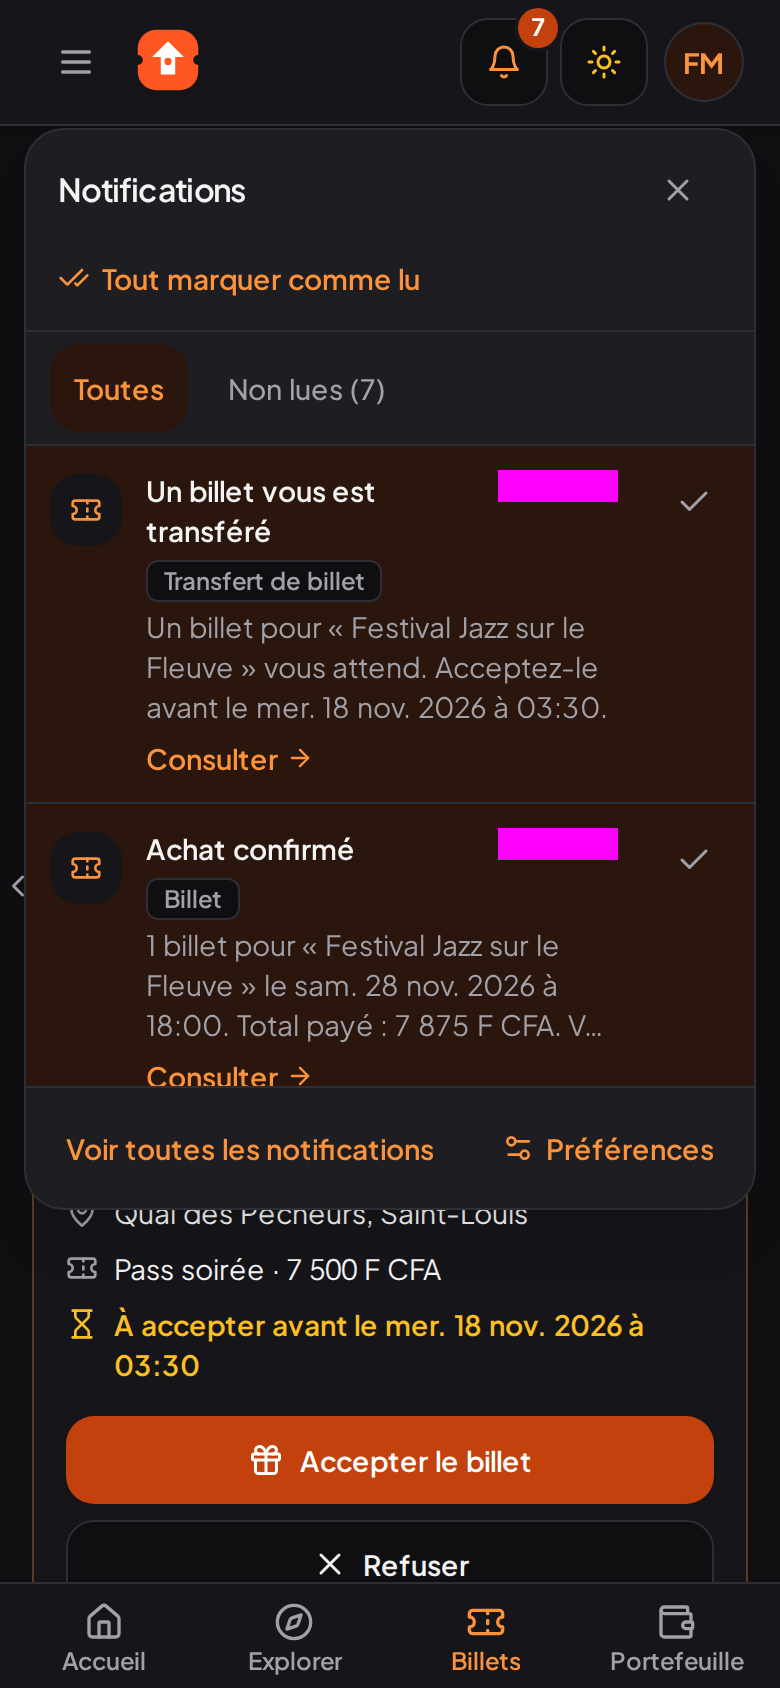 7
FM
Notifications
Tout marquer comme lu
Toutes
Non lues (7)
Un billet vous est
transféré
Transfert de billet
Un billet pour « Festival Jazz sur le
Fleuve » vous attend. Acceptez-le
avant le mer. 18 nov. 2026 à 03:30.
Consulter →
Achat confirmé
Billet
1 billet pour « Festival Jazz sur le
Fleuve » le sam. 28 nov. 2026 à
18:00. Total payé : 7 875 F CFA. V...
Consulter →
Voir toutes les notifications
Préférences
Quai des Pêcheurs, Saint-Louis
Pass soirée · 7 500 F CFA
À accepter avant le mer. 18 nov. 2026 à
03:30
Accepter le billet
Refuser
Accueil
Explorer
Billets
Portefeuille